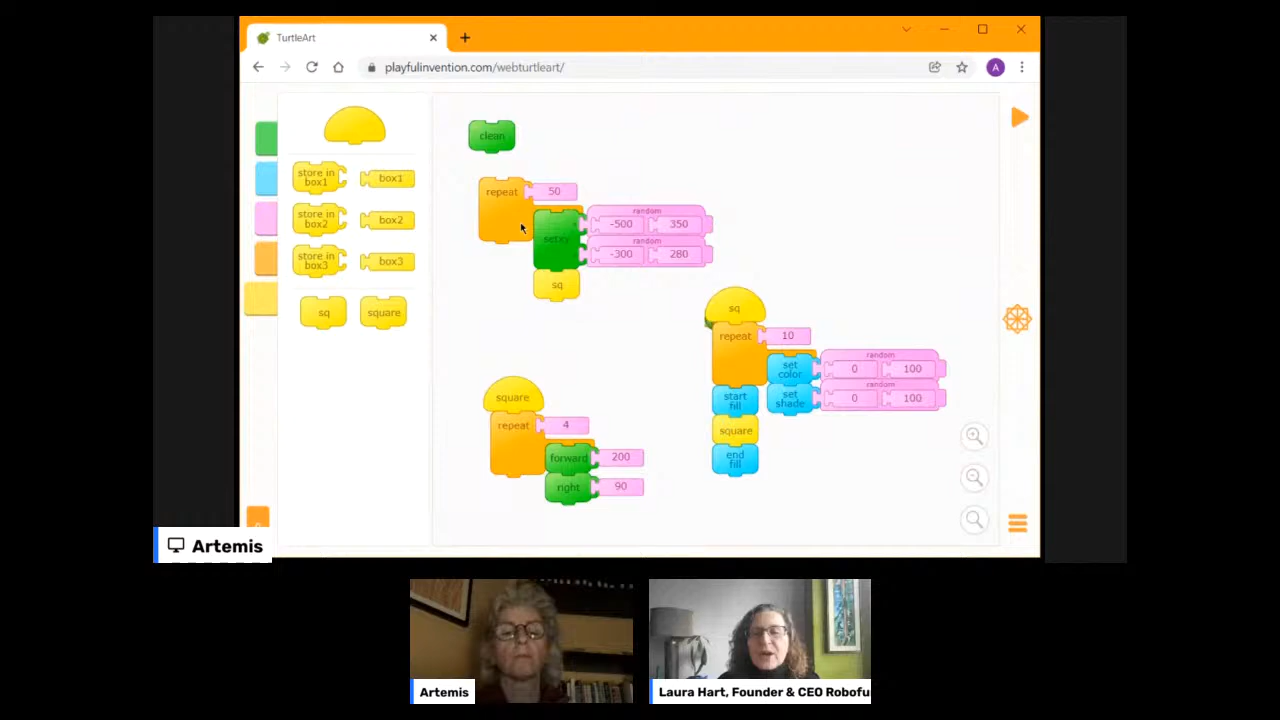 TurtleArt
playfulinvention.com/webturtleart/
A
clean
store in box1
box1
store in box2
box2
store in box3
box3
sq
square
repeat 50
setxy
random
-500 350
random
-300 280
sq
sq
repeat 10
set color
random
0 100
set shade
random
0 100
start fill
square
end fill
square
repeat 4
forward 200
right 90
Artemis
Artemis
Laura Hart, Founder & CEO Robofu